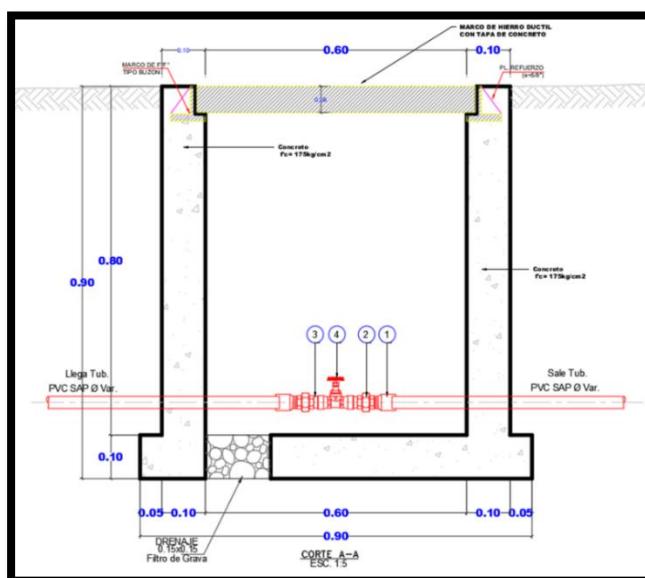 MARCO DE HIERRO DUCTIL
CON TAPA DE CONCRETO
0.10
0.60
0.10
MARCO DE F°F°
TIPO BUZON
PL. REFUERZO
Concreto
f'c= 175kg/cm2
Concreto
f'c= 175kg/cm2
0.80
0.90
3
4
2
1
Llega Tub.
PVC SAP Ø Var.
Sale Tub.
PVC SAP Ø Var.
0.10
0.05
0.10
0.60
0.10
0.05
0.90
DRENAJE
0.15x0.15
Filtro de Grava
CORTE A-A
ESC. 1:5